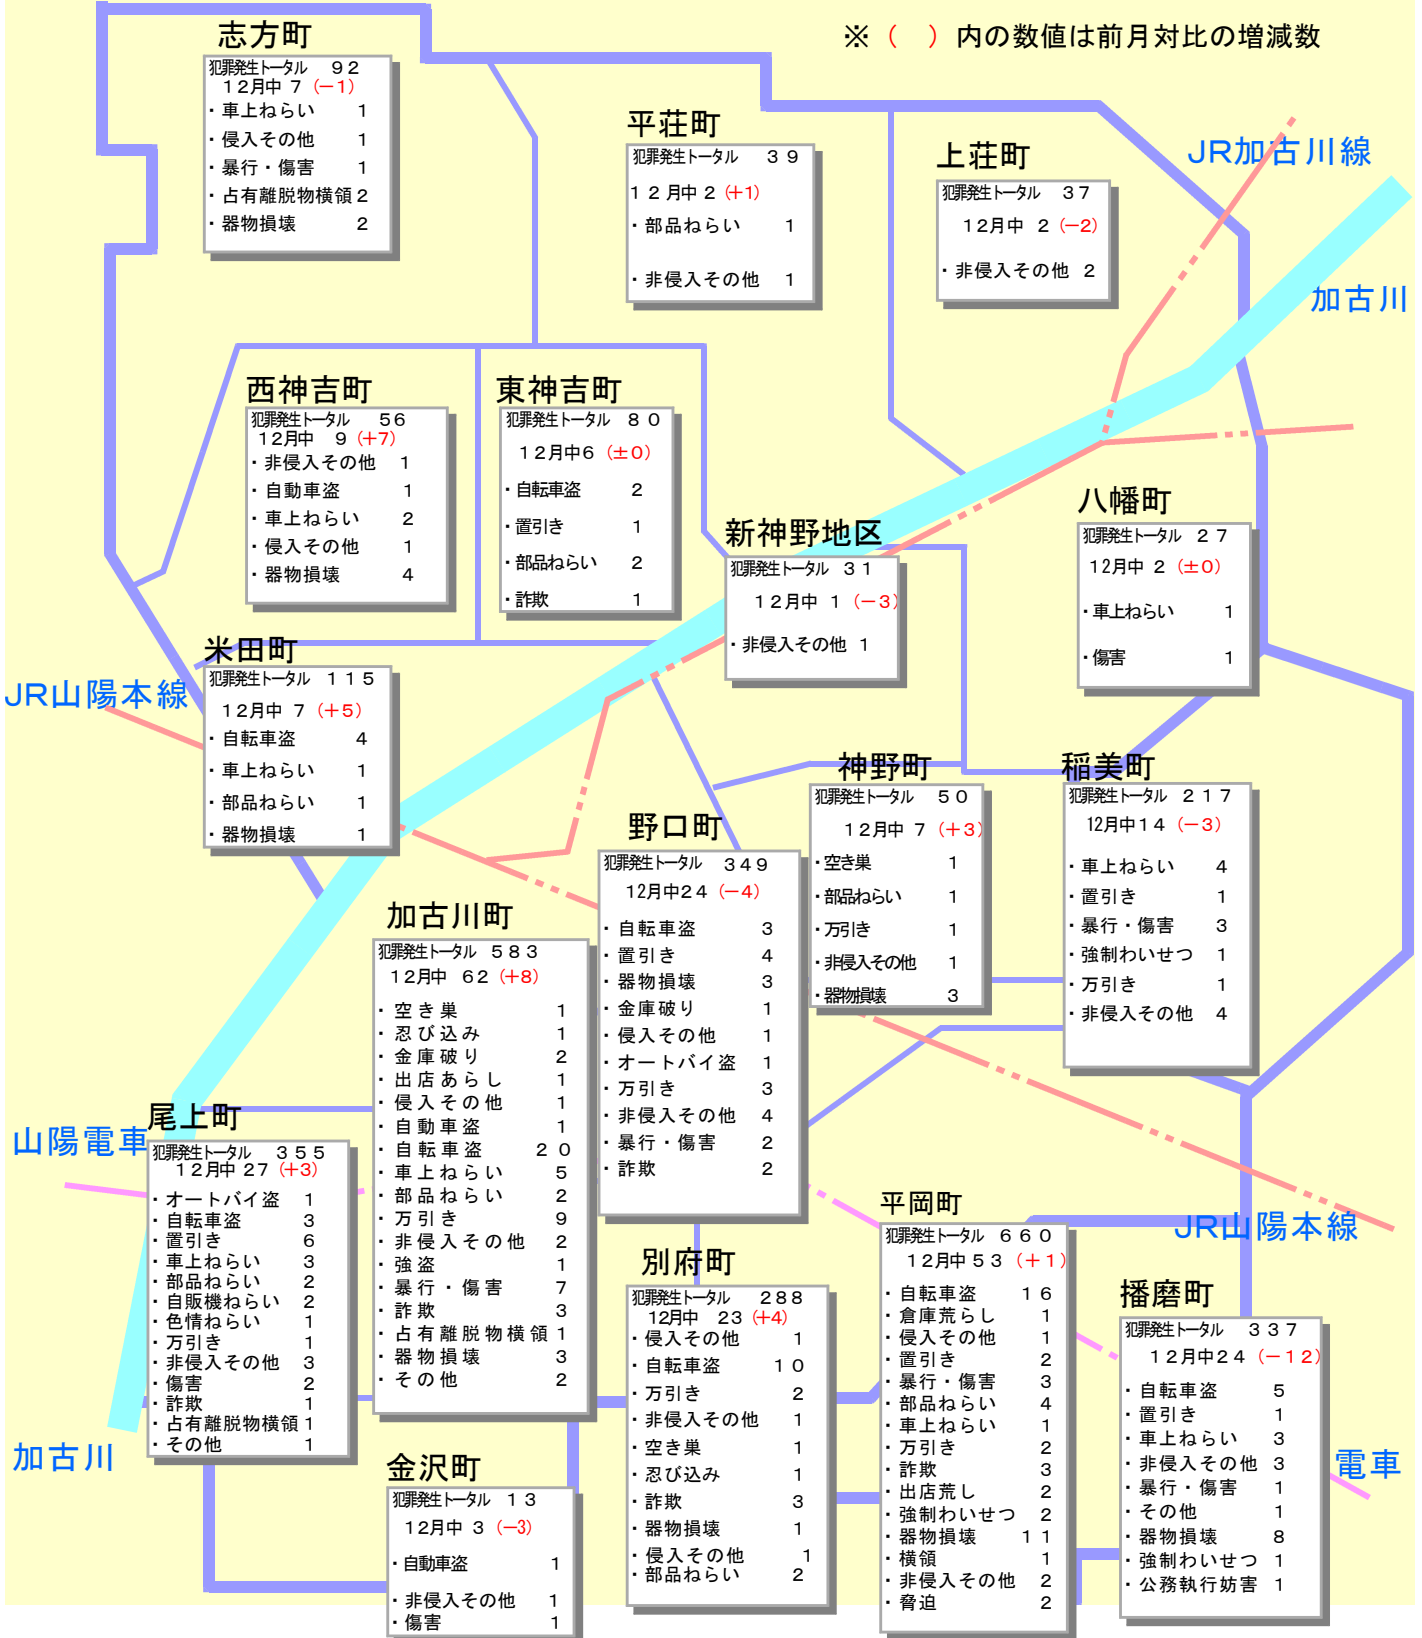 ※（　）内の数値は前月対比の増減数
志方町
犯罪発生トータル　９２
１２月中 ７（－１）
・車上ねらい　１
・侵入その他　１
・暴行・傷害　１
・占有離脱物横領 ２
・器物損壊　２
平荘町
犯罪発生トータル　３９
１２月中 ２（＋１）
・部品ねらい　１
・非侵入その他　１
上荘町
犯罪発生トータル　３７
１２月中 ２（－２）
・非侵入その他 ２
JR加古川線
加古川
西神吉町
犯罪発生トータル　５６
１２月中　９（＋７）
・非侵入その他　１
・自動車盗　１
・車上ねらい　２
・侵入その他　１
・器物損壊　４
東神吉町
犯罪発生トータル　８０
１２月中６（±０）
・自転車盗　２
・置引き　１
・部品ねらい　２
・詐欺　１
新神野地区
犯罪発生トータル　３１
１２月中 １（－３）
・非侵入その他 １
八幡町
犯罪発生トータル　２７
１２月中 ２（±０）
・車上ねらい　１
・傷害　１
米田町
犯罪発生トータル　１１５
１２月中 ７（＋５）
・自転車盗　４
・車上ねらい　１
・部品ねらい　１
・器物損壊　１
JR山陽本線
神野町
犯罪発生トータル　５０
１２月中 ７（＋３）
・空き巣　１
・部品ねらい　１
・万引き　１
・非侵入その他　１
・器物損壊　３
稲美町
犯罪発生トータル　２１７
１２月中１４（－３）
・車上ねらい　４
・置引き　１
・暴行・傷害　３
・強制わいせつ　１
・万引き　１
・非侵入その他　４
野口町
犯罪発生トータル　３４９
１２月中２４（－４）
・自転車盗　３
・置引き　４
・器物損壊　３
・金庫破り　１
・侵入その他　１
・オートバイ盗　１
・万引き　３
・非侵入その他　４
・暴行・傷害　２
・詐欺　２
加古川町
犯罪発生トータル　５８３
１２月中　６２（＋８）
・空き巣　１
・忍び込み　１
・金庫破り　２
・出店あらし　１
・侵入その他　１
・自動車盗　１
・自転車盗　２０
・車上ねらい　５
・部品ねらい　２
・万引き　９
・非侵入その他　２
・強盗　１
・暴行・傷害　７
・詐欺　３
・占有離脱物横領 １
・器物損壊　３
・その他　２
尾上町
犯罪発生トータル　３５５
１２月中 ２７（＋３）
・オートバイ盗　１
・自転車盗　３
・置引き　６
・車上ねらい　３
・部品ねらい　２
・自販機ねらい　２
・色情ねらい　１
・万引き　１
・非侵入その他　３
・傷害　２
・詐欺　１
・占有離脱物横領 １
・その他　１
山陽電車
加古川
金沢町
犯罪発生トータル　１３
１２月中 ３（－３）
・自動車盗　１
・非侵入その他　１
・傷害　１
別府町
犯罪発生トータル　２８８
１２月中　２３（＋４）
・侵入その他　１
・自転車盗　１０
・万引き　２
・非侵入その他　１
・空き巣　１
・忍び込み　１
・詐欺　３
・器物損壊　１
・侵入その他　１
・部品ねらい　２
平岡町
犯罪発生トータル　６６０
１２月中５３（＋１）
・自転車盗　１６
・倉庫荒らし　１
・侵入その他　１
・置引き　２
・暴行・傷害　３
・部品ねらい　４
・車上ねらい　１
・万引き　２
・詐欺　３
・出店荒し　２
・強制わいせつ　２
・器物損壊　１１
・横領　１
・非侵入その他　２
・脅迫　２
JR山陽本線
播磨町
犯罪発生トータル　３３７
１２月中２４（－１２）
・自転車盗　５
・置引き　１
・車上ねらい　３
・非侵入その他　３
・暴行・傷害　１
・その他　１
・器物損壊　８
・強制わいせつ　１
・公務執行妨害　１
電車